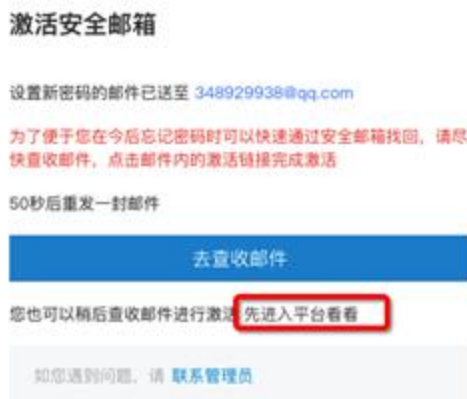 激活安全邮箱
设置新密码的邮件已送至 348929938@qq.com
为了便于您在今后忘记密码时可以快速通过安全邮箱找回，请尽
快查收邮件，点击邮件内的激活链接完成激活
50秒后重发一封邮件
去查收邮件
您也可以稍后查收邮件进行激活 先进入平台看看
如您遇到问题，请 联系管理员